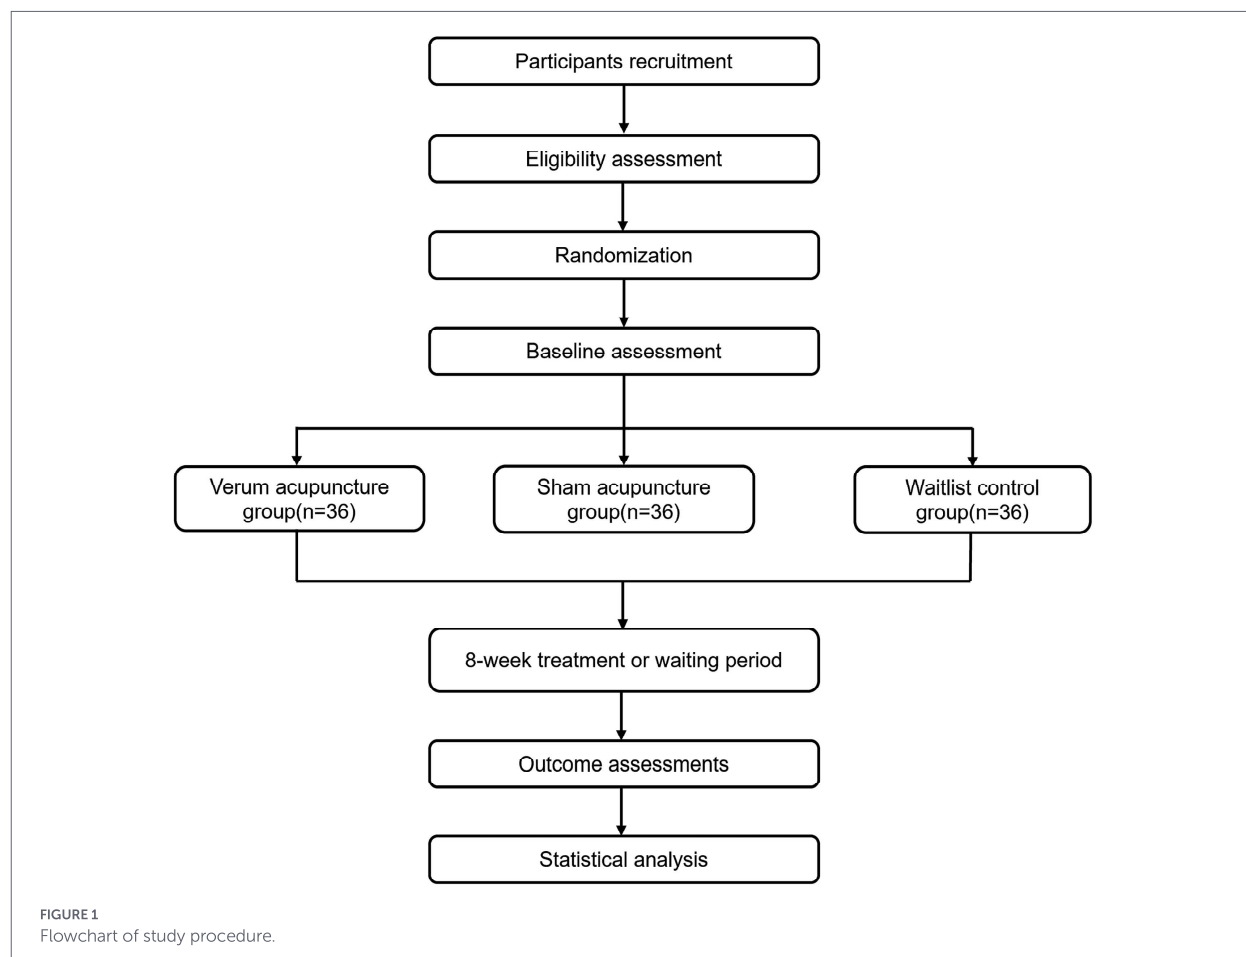 Participants recruitment
Eligibility assessment
Randomization
Baseline assessment
Verum acupuncture
group(n=36)
Sham acupuncture
group(n=36)
Waitlist control
group(n=36)
8-week treatment or waiting period
Outcome assessments
Statistical analysis
FIGURE 1
Flowchart of study procedure.